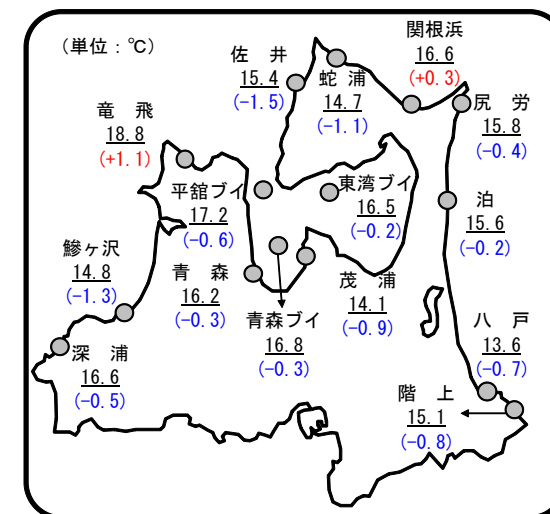 （単位：℃）
関根浜
16.6
(+0.3)
佐 井
15.4
(-1.5)
蛇 浦
14.7
(-1.1)
尻 労
15.8
(-0.4)
竜 飛
18.8
(+1.1)
平舘ブイ
17.2
(-0.6)
東湾ブイ
16.5
(-0.2)
泊
15.6
(-0.2)
鰺ヶ沢
14.8
(-1.3)
青 森
16.2
(-0.3)
青森ブイ
16.8
(-0.3)
茂 浦
14.1
(-0.9)
八 戸
13.6
(-0.7)
深 浦
16.6
(-0.5)
階 上
15.1
(-0.8)